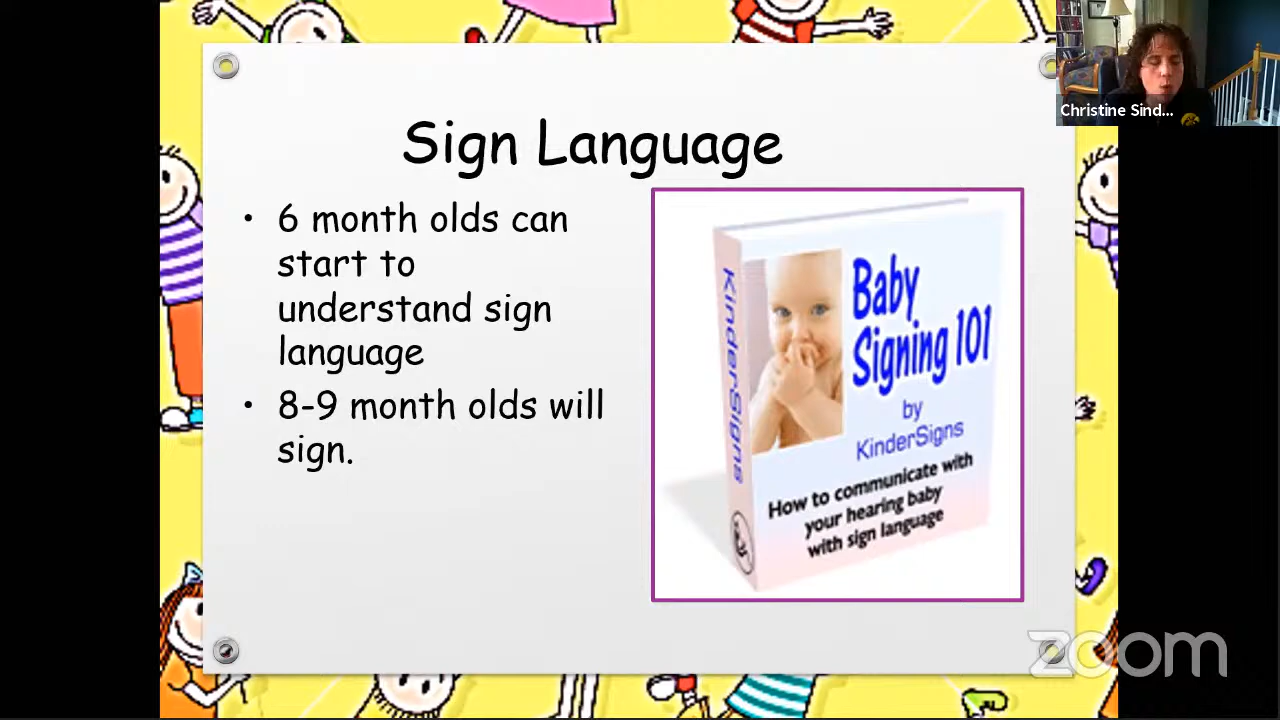 Christine Sind...
Sign Language
• 6 month olds can
start to
understand sign
language
• 8-9 month olds will
sign.
KinderSigns
Baby
Signing 101
by
KinderSigns
How to communicate with
your hearing baby
with sign language
zoom